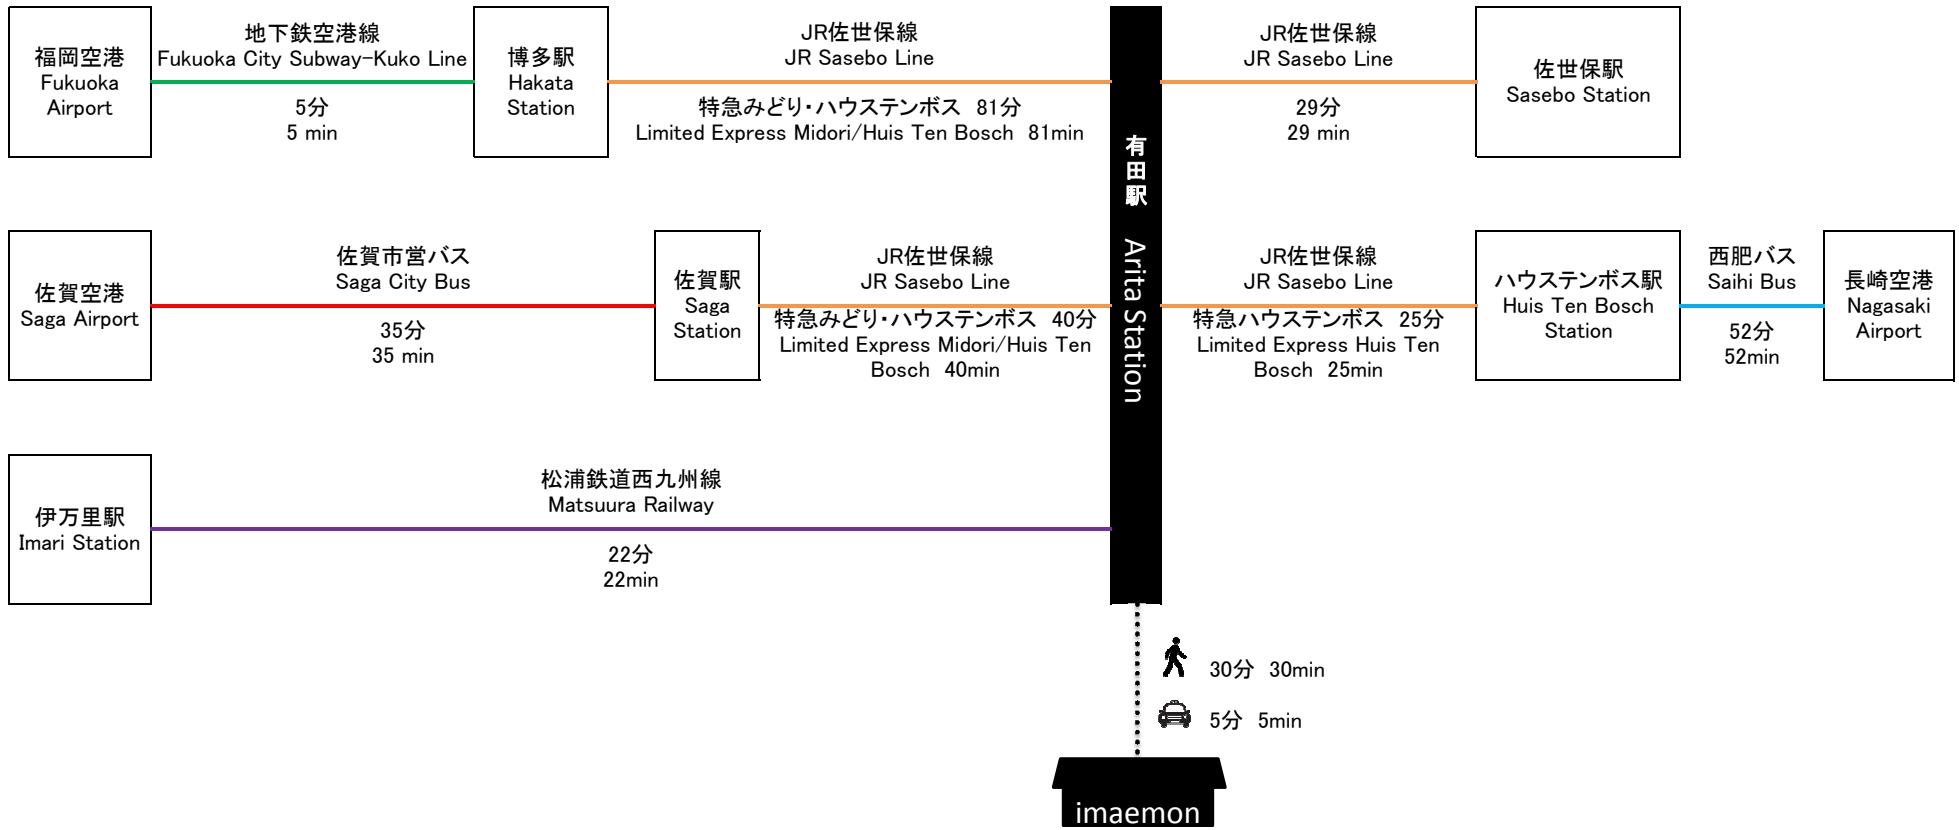 福岡空港
Fukuoka
Airport
地下鉄空港線
Fukuoka City Subway-Kuko Line
5分
5 min
博多駅
Hakata
Station
JR佐世保線
JR Sasebo Line
特急みどり・ハウステンボス 81分
Limited Express Midori/Huis Ten Bosch 81min
有田駅 Arita Station
JR佐世保線
JR Sasebo Line
29分
29 min
佐世保駅
Sasebo Station
佐賀空港
Saga Airport
佐賀市営バス
Saga City Bus
35分
35 min
佐賀駅
Saga
Station
JR佐世保線
JR Sasebo Line
特急みどり・ハウステンボス 40分
Limited Express Midori/Huis Ten
Bosch 40min
JR佐世保線
JR Sasebo Line
特急ハウステンボス 25分
Limited Express Huis Ten
Bosch 25min
ハウステンボス駅
Huis Ten Bosch
Station
西肥バス
Saihi Bus
52分
52min
長崎空港
Nagasaki
Airport
伊万里駅
Imari Station
松浦鉄道西九州線
Matsuura Railway
22分
22min
30分 30min
5分 5min
imaemon